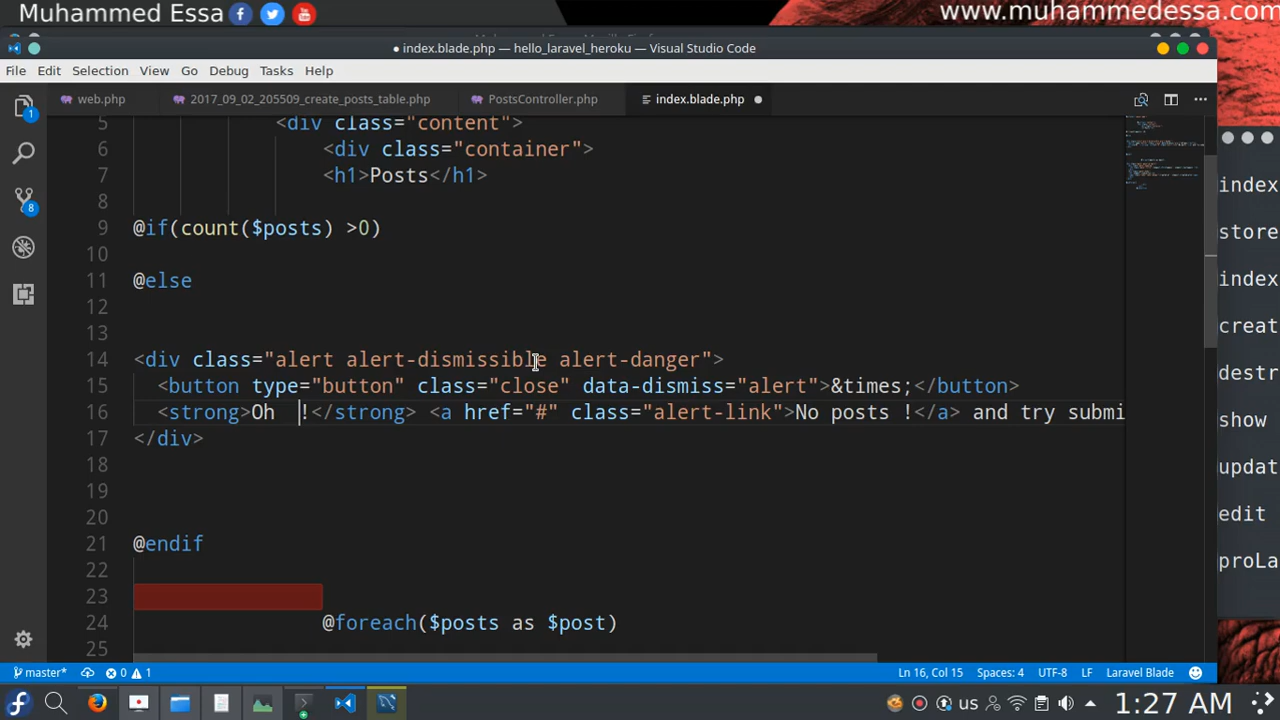 Muhammed Essa
www.muhammedessa.com
● index.blade.php — hello_laravel_heroku — Visual Studio Code
File Edit Selection View Go Debug Tasks Help
web.php 2017_09_02_205509_create_posts_table.php PostsController.php index.blade.php
5 <div class="content">
6 <div class="container">
7 <h1>Posts</h1>
8
9 @if(count($posts) >0)
10
11 @else
12
13
14 <div class="alert alert-dismissible alert-danger">
15 <button type="button" class="close" data-dismiss="alert">&times;</button>
16 <strong>Oh  !</strong> <a href="#" class="alert-link">No posts !</a> and try submi
17 </div>
18
19
20
21 @endif
22
23
24 @foreach($posts as $post)
25
1
8
index
store
index
creat
destr
show
updat
edit
proLa
master* 0 1 Ln 16, Col 15 Spaces: 4 UTF-8 LF Laravel Blade
us 1:27 AM